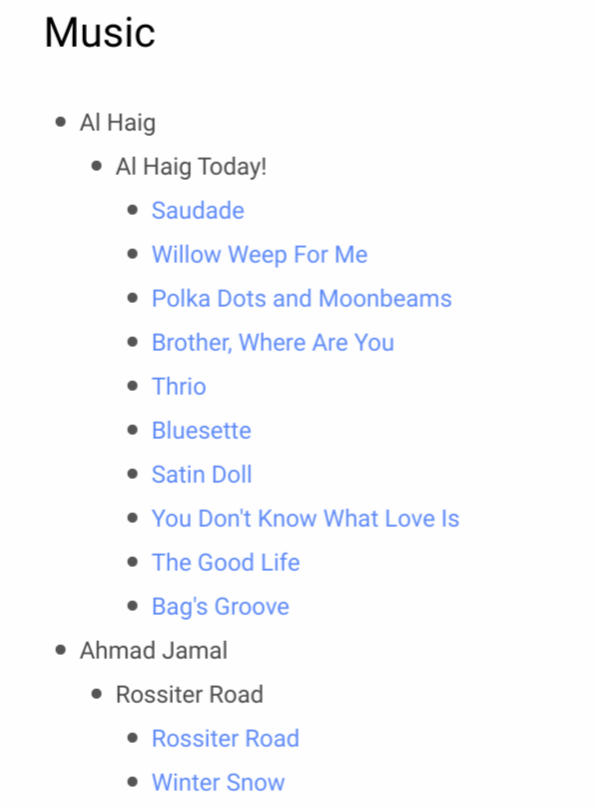 Music
Al Haig
Al Haig Today!
Saudade
Willow Weep For Me
Polka Dots and Moonbeams
Brother, Where Are You
Thrio
Bluesette
Satin Doll
You Don't Know What Love Is
The Good Life
Bag's Groove
Ahmad Jamal
Rossiter Road
Rossiter Road
Winter Snow